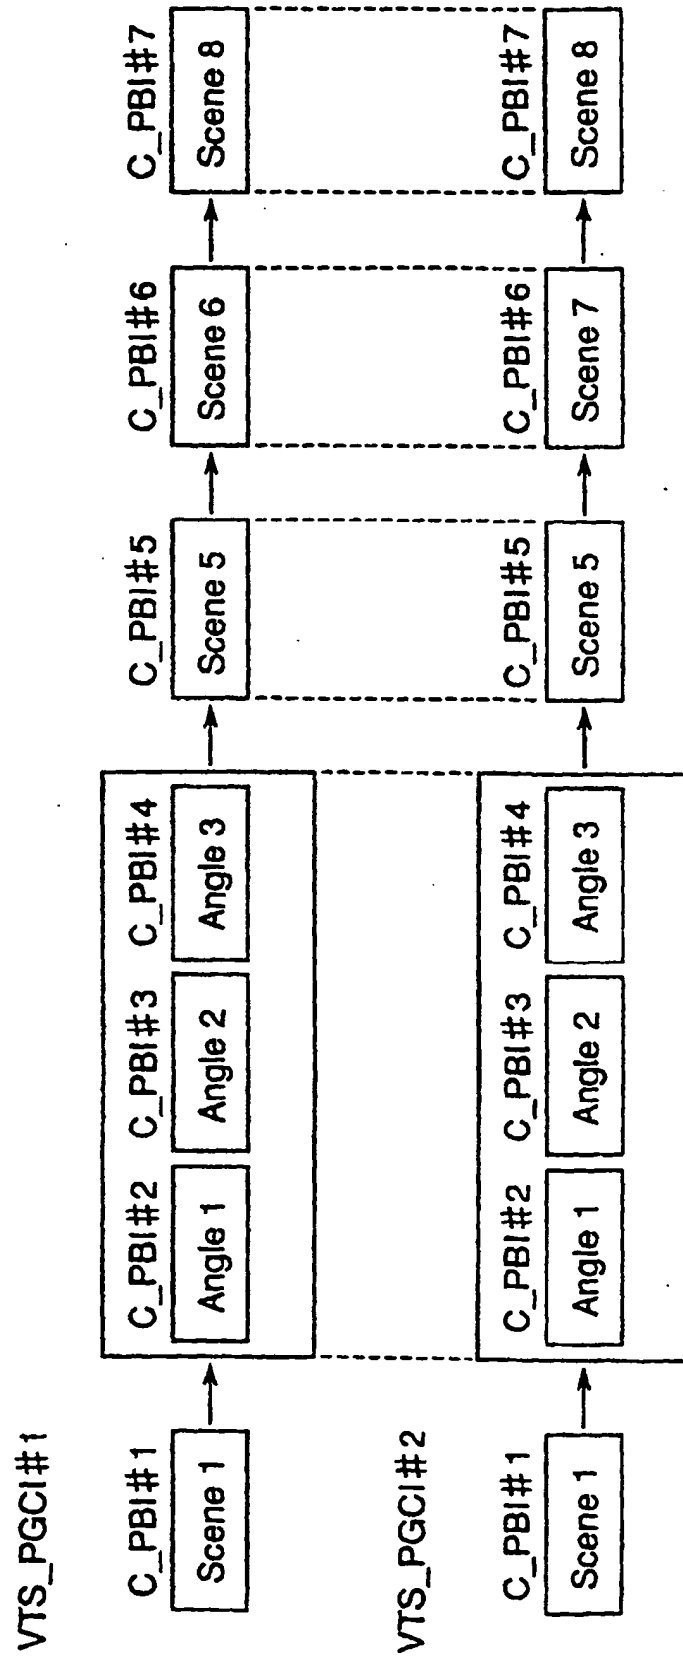 VTS_PGCI#1
C_PBI#1
Scene 1
C_PBI#2
Angle 1
C_PBI#3
Angle 2
C_PBI#4
Angle 3
C_PBI#5
Scene 5
C_PBI#6
Scene 6
C_PBI#7
Scene 8
VTS_PGCI#2
C_PBI#1
Scene 1
C_PBI#2
Angle 1
C_PBI#3
Angle 2
C_PBI#4
Angle 3
C_PBI#5
Scene 5
C_PBI#6
Scene 7
C_PBI#7
Scene 8